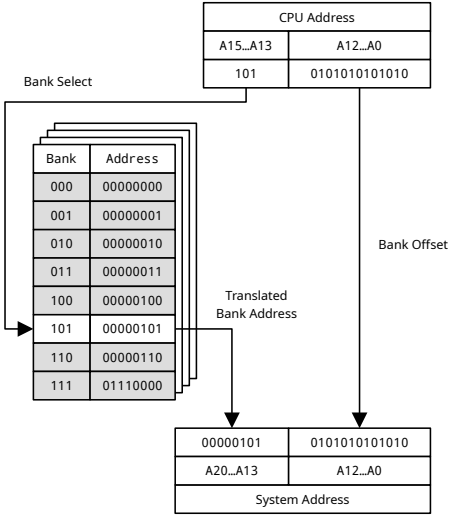 CPU Address
A15…A13 A12…A0
101 0101010101010
Bank Select
Bank Address
000 00000000
001 00000001
010 00000010
011 00000011
100 00000100
101 00000101
110 00000110
111 01110000
Bank Offset
Translated
Bank Address
00000101 0101010101010
A20…A13 A12…A0
System Address